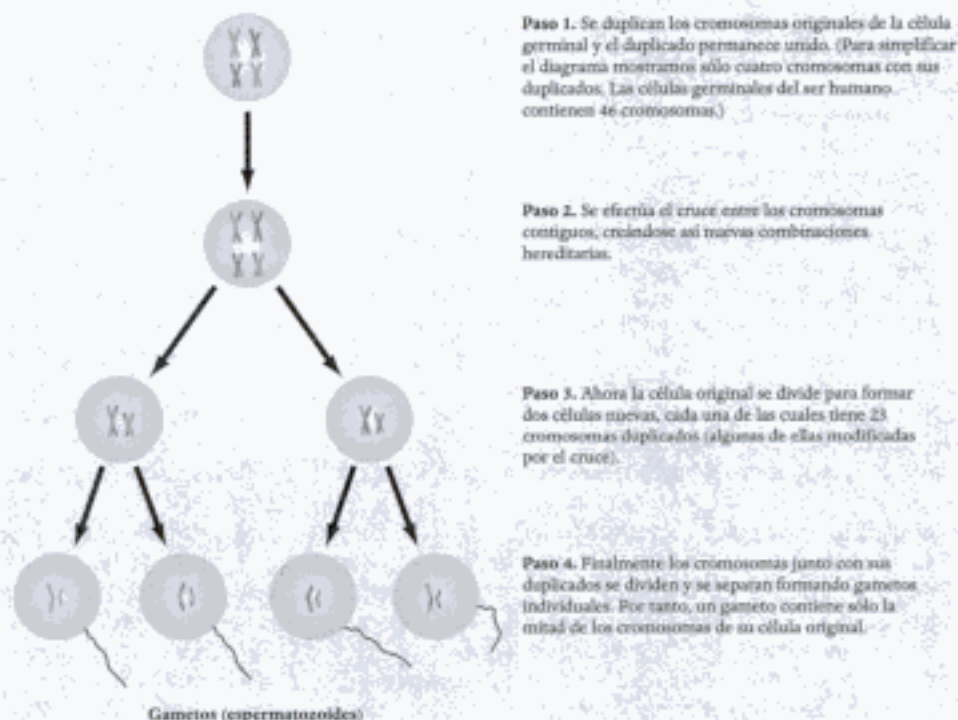 Paso 1. Se duplican los cromosomas originales de la célula
germinal y el duplicado permanece unido. (Para simplificar
el diagrama mostramos sólo cuatro cromosomas con sus
duplicados. Las células germinales del ser humano
contienen 46 cromosomas.)
Paso 2. Se efectúa el cruce entre los cromosomas
contiguos, creándose así nuevas combinaciones
hereditarias.
Paso 3. Ahora la célula original se divide para formar
dos células nuevas, cada una de las cuales tiene 23
cromosomas duplicados (algunas de ellas modificadas
por el cruce).
Paso 4. Finalmente los cromosomas junto con sus
duplicados se dividen y se separan formando gametos
individuales. Por tanto, un gameto contiene sólo la
mitad de los cromosomas de su célula original.
Gametos (espermatozoides)